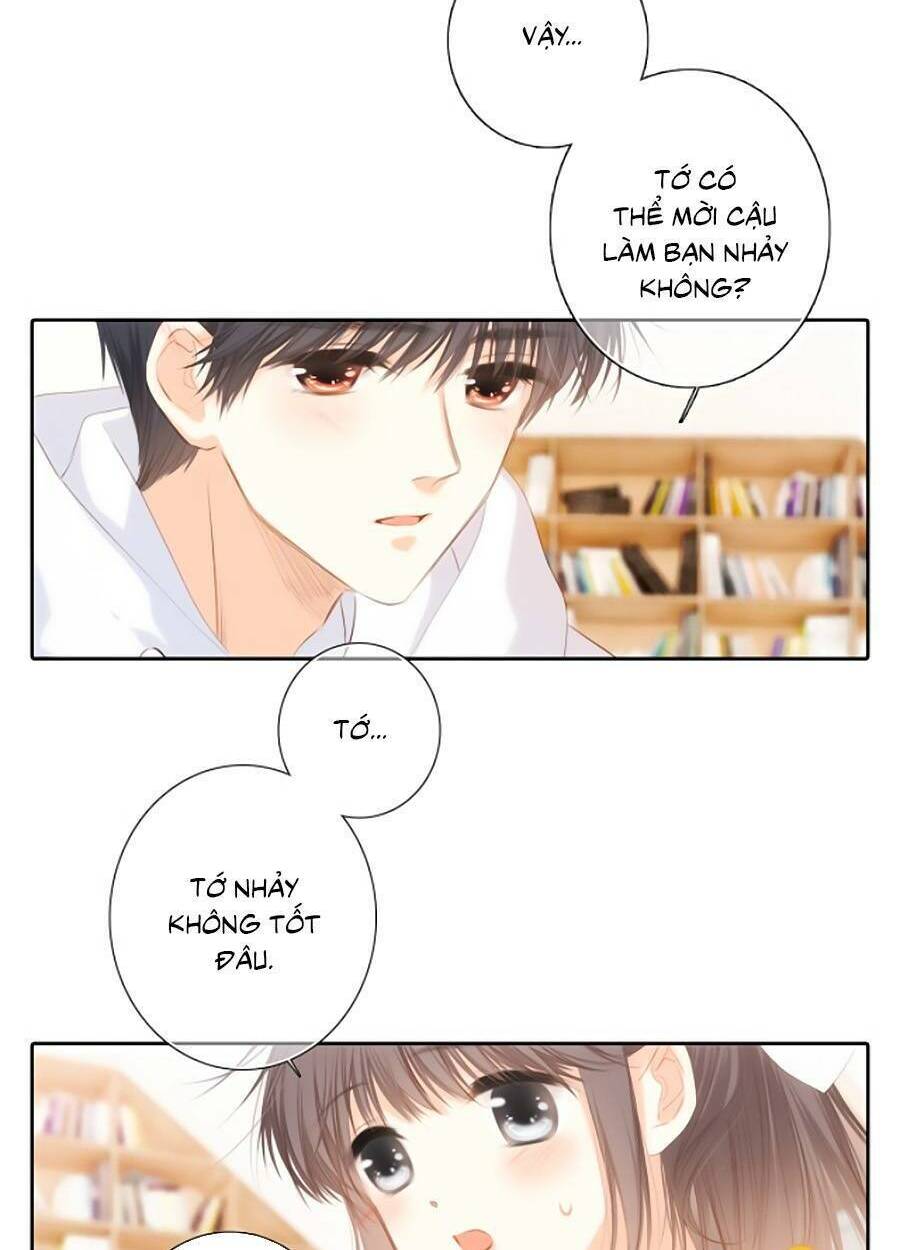 VẬY...
TỚ CÓ
THỂ MỜI CẬU
LÀM BẠN NHẢY
KHÔNG?
TỚ...
TỚ NHẢY
KHÔNG TỐT
ĐÂU.